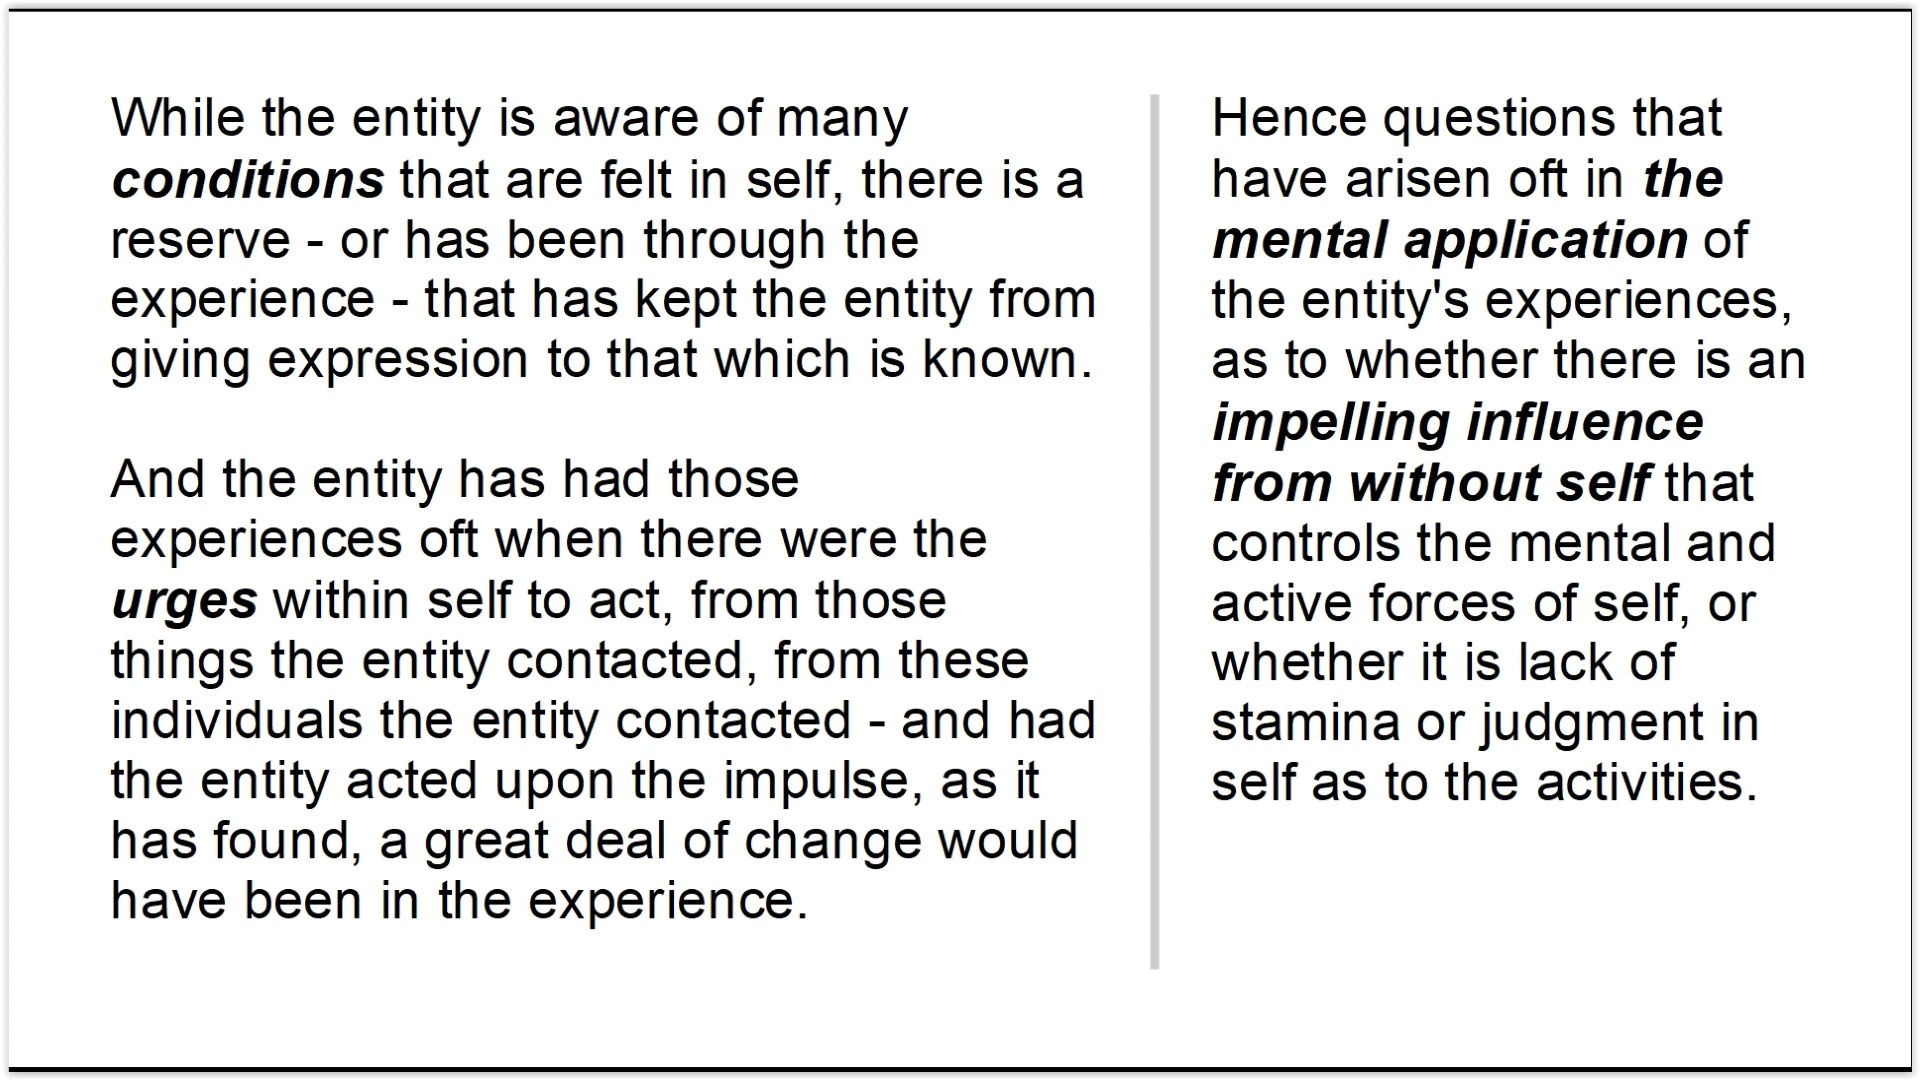 While the entity is aware of many
conditions that are felt in self, there is a
reserve - or has been through the
experience - that has kept the entity from
giving expression to that which is known.
And the entity has had those
experiences oft when there were the
urges within self to act, from those
things the entity contacted, from these
individuals the entity contacted - and had
the entity acted upon the impulse, as it
has found, a great deal of change would
have been in the experience.
Hence questions that
have arisen oft in the
mental application of
the entity's experiences,
as to whether there is an
impelling influence
from without self that
controls the mental and
active forces of self, or
whether it is lack of
stamina or judgment in
self as to the activities.